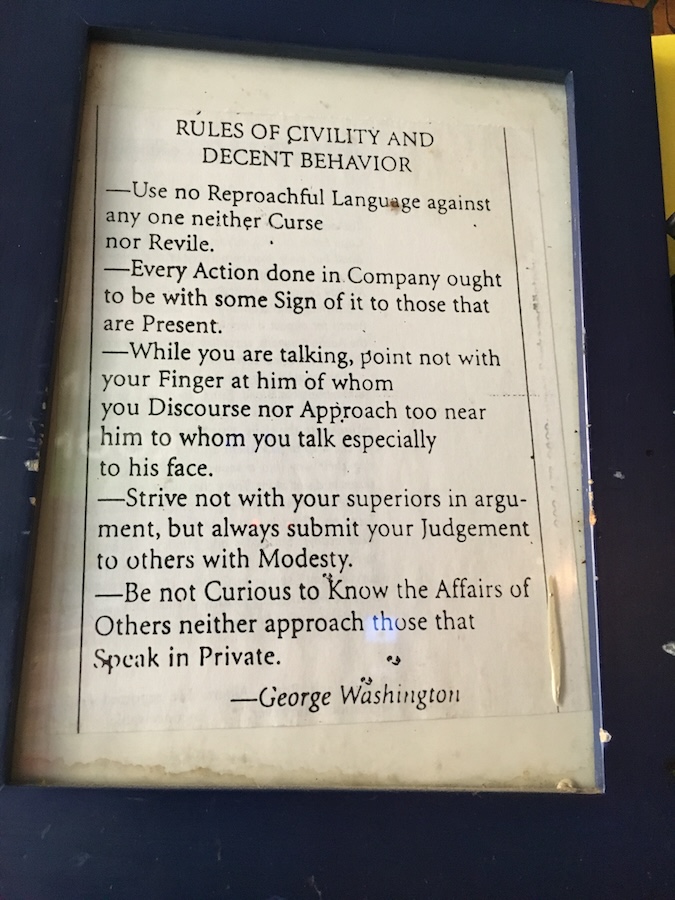 RULES OF CIVILITY AND
DECENT BEHAVIOR
—Use no Reproachful Language against
any one neither Curse
nor Revile.
—Every Action done in Company ought
to be with some Sign of it to those that
are Present.
—While you are talking, point not with
your Finger at him of whom
you Discourse nor Approach too near
him to whom you talk especially
to his face.
—Strive not with your superiors in argu-
ment, but always submit your Judgement
to others with Modesty.
—Be not Curious to Know the Affairs of
Others neither approach those that
Speak in Private.
—George Washington